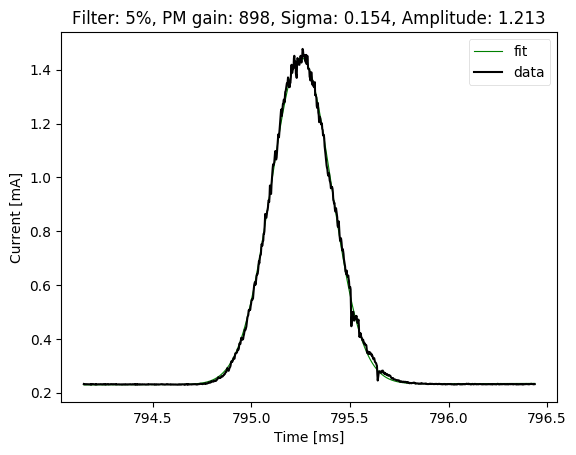 Filter: 5%, PM gain: 898, Sigma: 0.154, Amplitude: 1.213
fit
data
1.4
1.2
1.0
0.8
0.6
0.4
0.2
Current [mA]
794.5
795.0
795.5
796.0
796.5
Time [ms]